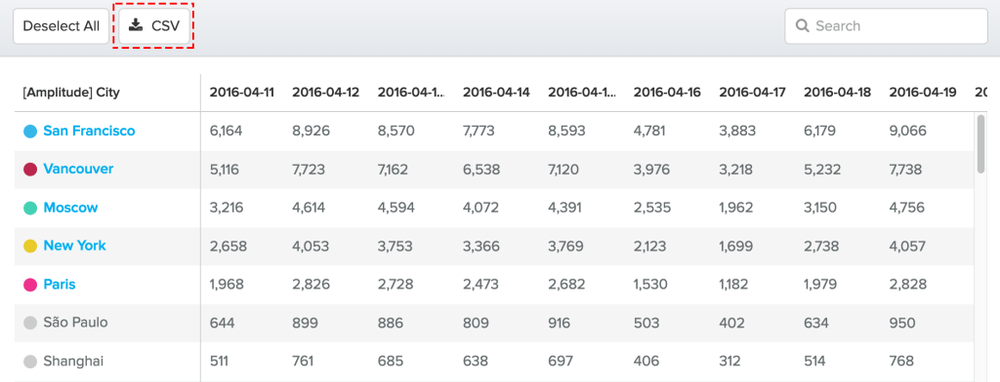 Deselect All CSV Search
[Amplitude] City 2016-04-11 2016-04-12 2016-04-1... 2016-04-14 2016-04-1... 2016-04-16 2016-04-17 2016-04-18 2016-04-19 20
San Francisco 6,164 8,926 8,570 7,773 8,593 4,781 3,883 6,179 9,066
Vancouver 5,116 7,723 7,162 6,538 7,120 3,976 3,218 5,232 7,738
Moscow 3,216 4,614 4,594 4,072 4,391 2,535 1,962 3,150 4,756
New York 2,658 4,053 3,753 3,366 3,769 2,123 1,699 2,738 4,057
Paris 1,968 2,826 2,728 2,473 2,682 1,530 1,182 1,979 2,828
São Paulo 644 899 886 809 916 503 402 634 950
Shanghai 511 761 685 638 697 406 312 514 768